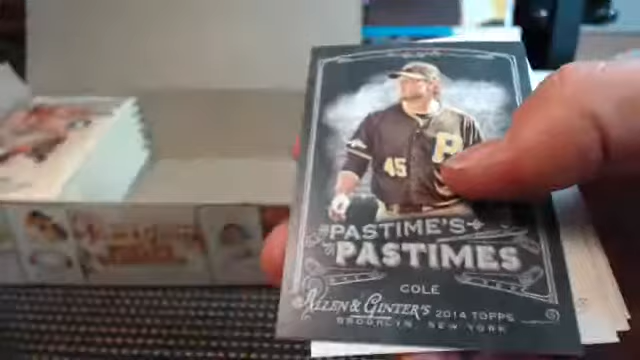 P
45
PASTIME'S
PASTIMES
COLE
ALLEN & GINTER'S 2014 TOPPS
BROOKLYN, NEW YORK